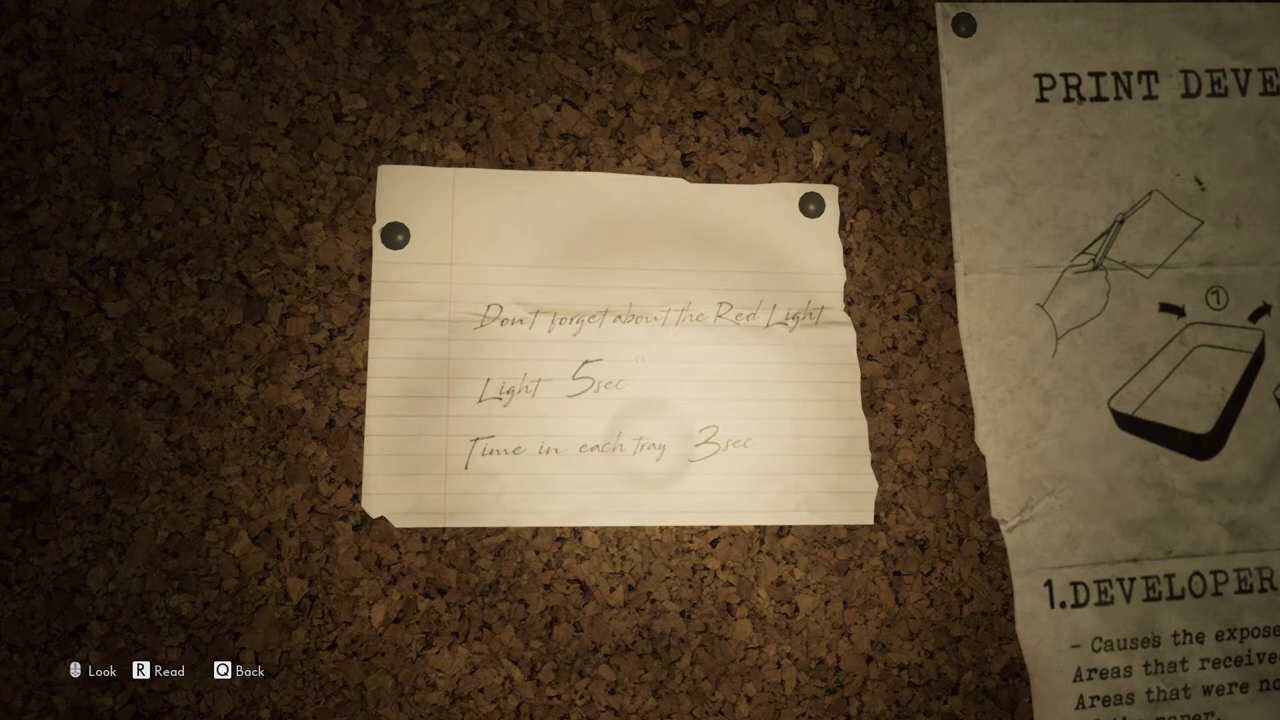 Don't forget about the Red Light
Light 5sec
Time in each tray 3sec
PRINT DEVE
1
1.DEVELOPER
- Causes the expose
Areas that receive
Areas that were no
Look
R Read
Q Back